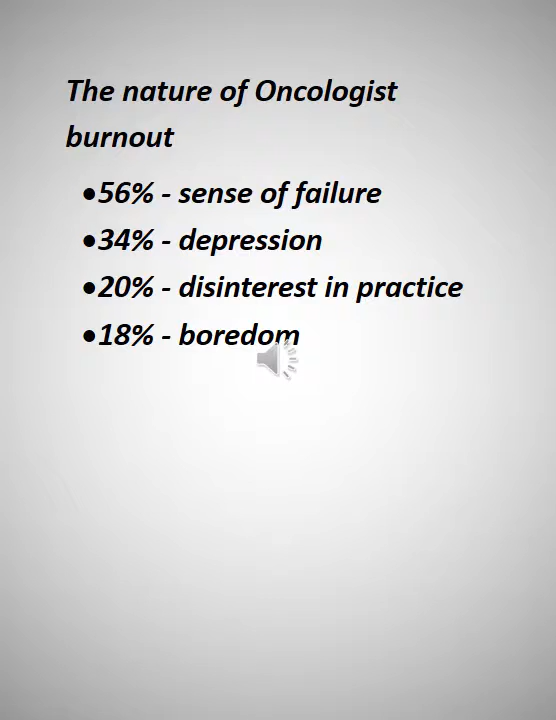 The nature of Oncologist
burnout
•56% - sense of failure
•34% - depression
•20% - disinterest in practice
•18% - boredom